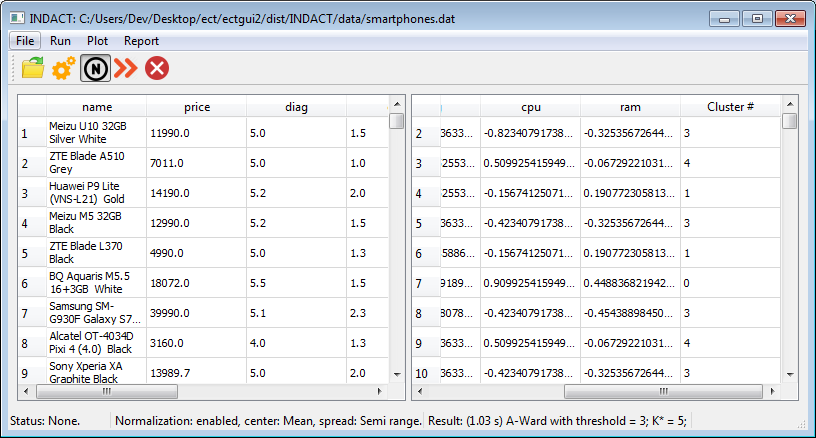 INDACT: C:/Users/Dev/Desktop/ect/ectgui2/dist/INDACT/data/smartphones.dat
File Run Plot Report
N
name price diag
1 Meizu U10 32GB Silver White 11990.0 5.0 1.5
2 ZTE Blade A510 Grey 7011.0 5.0 1.0
3 Huawei P9 Lite (VNS-L21) Gold 14190.0 5.2 2.0
4 Meizu M5 32GB Black 12990.0 5.2 1.5
5 ZTE Blade L370 Black 4990.0 5.0 1.3
6 BQ Aquaris M5.5 16+3GB White 18072.0 5.5 1.5
7 Samsung SM-G930F Galaxy S7... 39990.0 5.1 2.3
8 Alcatel OT-4034D Pixi 4 (4.0) Black 3160.0 4.0 1.3
9 Sony Xperia XA Graphite Black 13989.7 5.0 2.0
cpu ram Cluster #
2 3633... -0.82340791738... -0.32535672644... 3
3 2553... 0.509925415949... -0.06729221031... 4
4 3633... -0.15674125071... 0.190772305813... 1
5 3633... -0.42340791738... -0.32535672644... 3
6 5886... -0.15674125071... 0.190772305813... 1
7 9189... 0.909925415949... 0.448836821942... 0
8 8078... -0.42340791738... -0.45438898450... 3
9 3633... 0.509925415949... -0.06729221031... 4
10 3633... -0.42340791738... -0.32535672644... 3
Status: None. Normalization: enabled, center: Mean, spread: Semi range. Result: (1.03 s) A-Ward with threshold = 3; K* = 5;